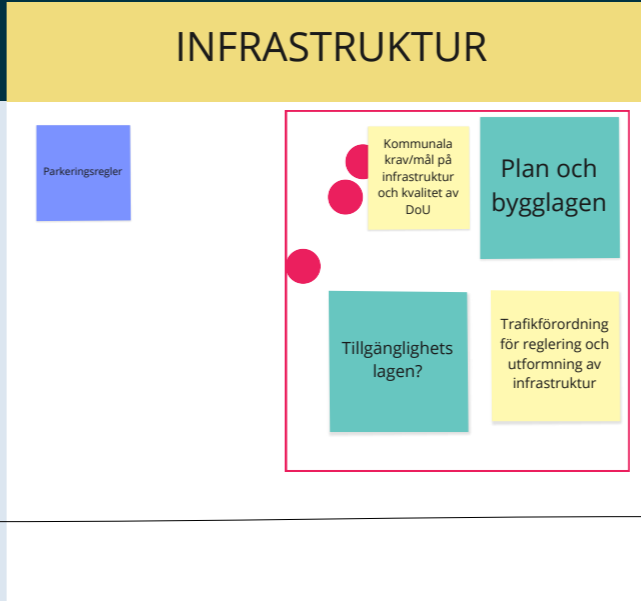 INFRASTRUKTUR
Parkeringsregler
Kommunala
krav/mål på
infrastruktur
och kvalitet av
DoU
Plan och
bygglagen
Tillgänglighets
lagen?
Trafikförordning
för reglering och
utformning av
infrastruktur